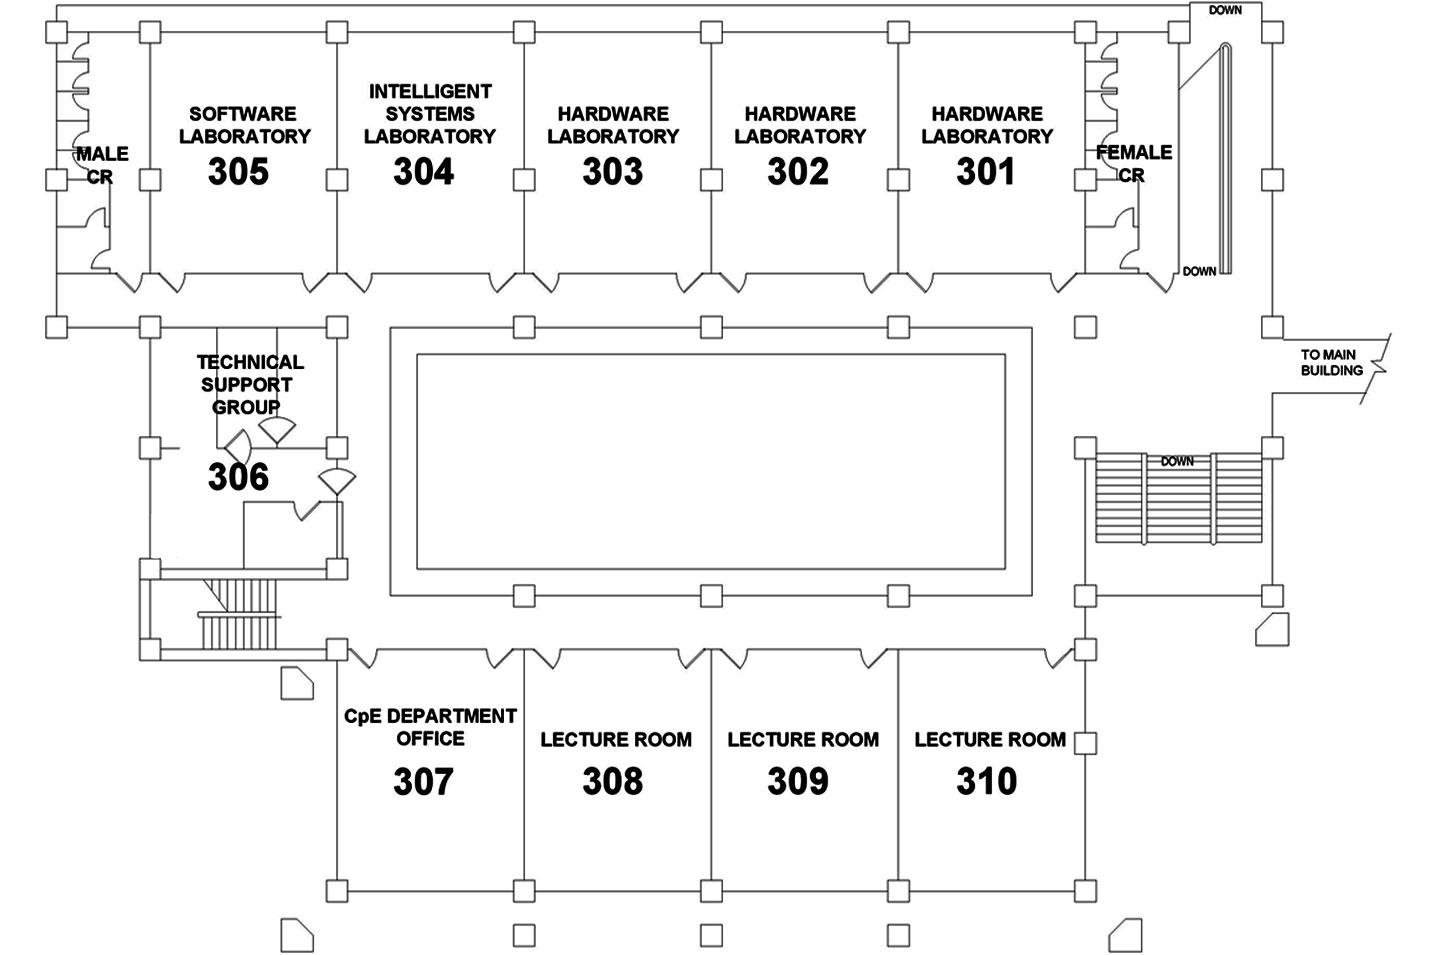 DOWN
SOFTWARE
LABORATORY
305
INTELLIGENT
SYSTEMS
LABORATORY
304
HARDWARE
LABORATORY
303
HARDWARE
LABORATORY
302
HARDWARE
LABORATORY
301
MALE
CR
FEMALE
CR
DOWN
TO MAIN
BUILDING
TECHNICAL
SUPPORT
GROUP
306
DOWN
CpE DEPARTMENT
OFFICE
307
LECTURE ROOM
308
LECTURE ROOM
309
LECTURE ROOM
310